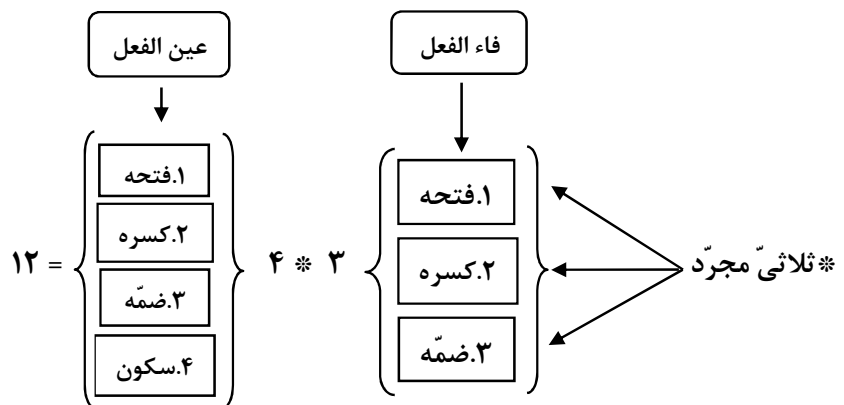 فاء الفعل
عين الفعل
*ثلاثیّ مجرّد
۱.فتحه
۲.کسره
۳.ضمّه
۳ * ۴
۱.فتحه
۲.کسره
۳.ضمّه
۴.سکون
= ۱۲